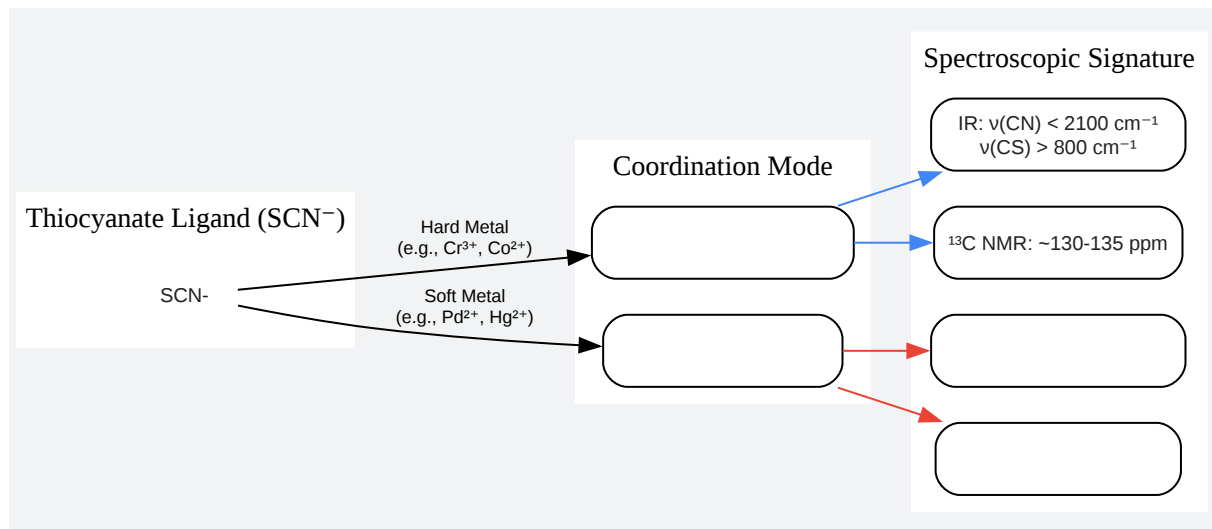 Thiocyanate Ligand (SCN⁻)
SCN-
Hard Metal
(e.g., Cr³⁺, Co²⁺)
Soft Metal
(e.g., Pd²⁺, Hg²⁺)
Coordination Mode
Spectroscopic Signature
IR: ν(CN) < 2100 cm⁻¹
ν(CS) > 800 cm⁻¹
¹³C NMR: ~130-135 ppm